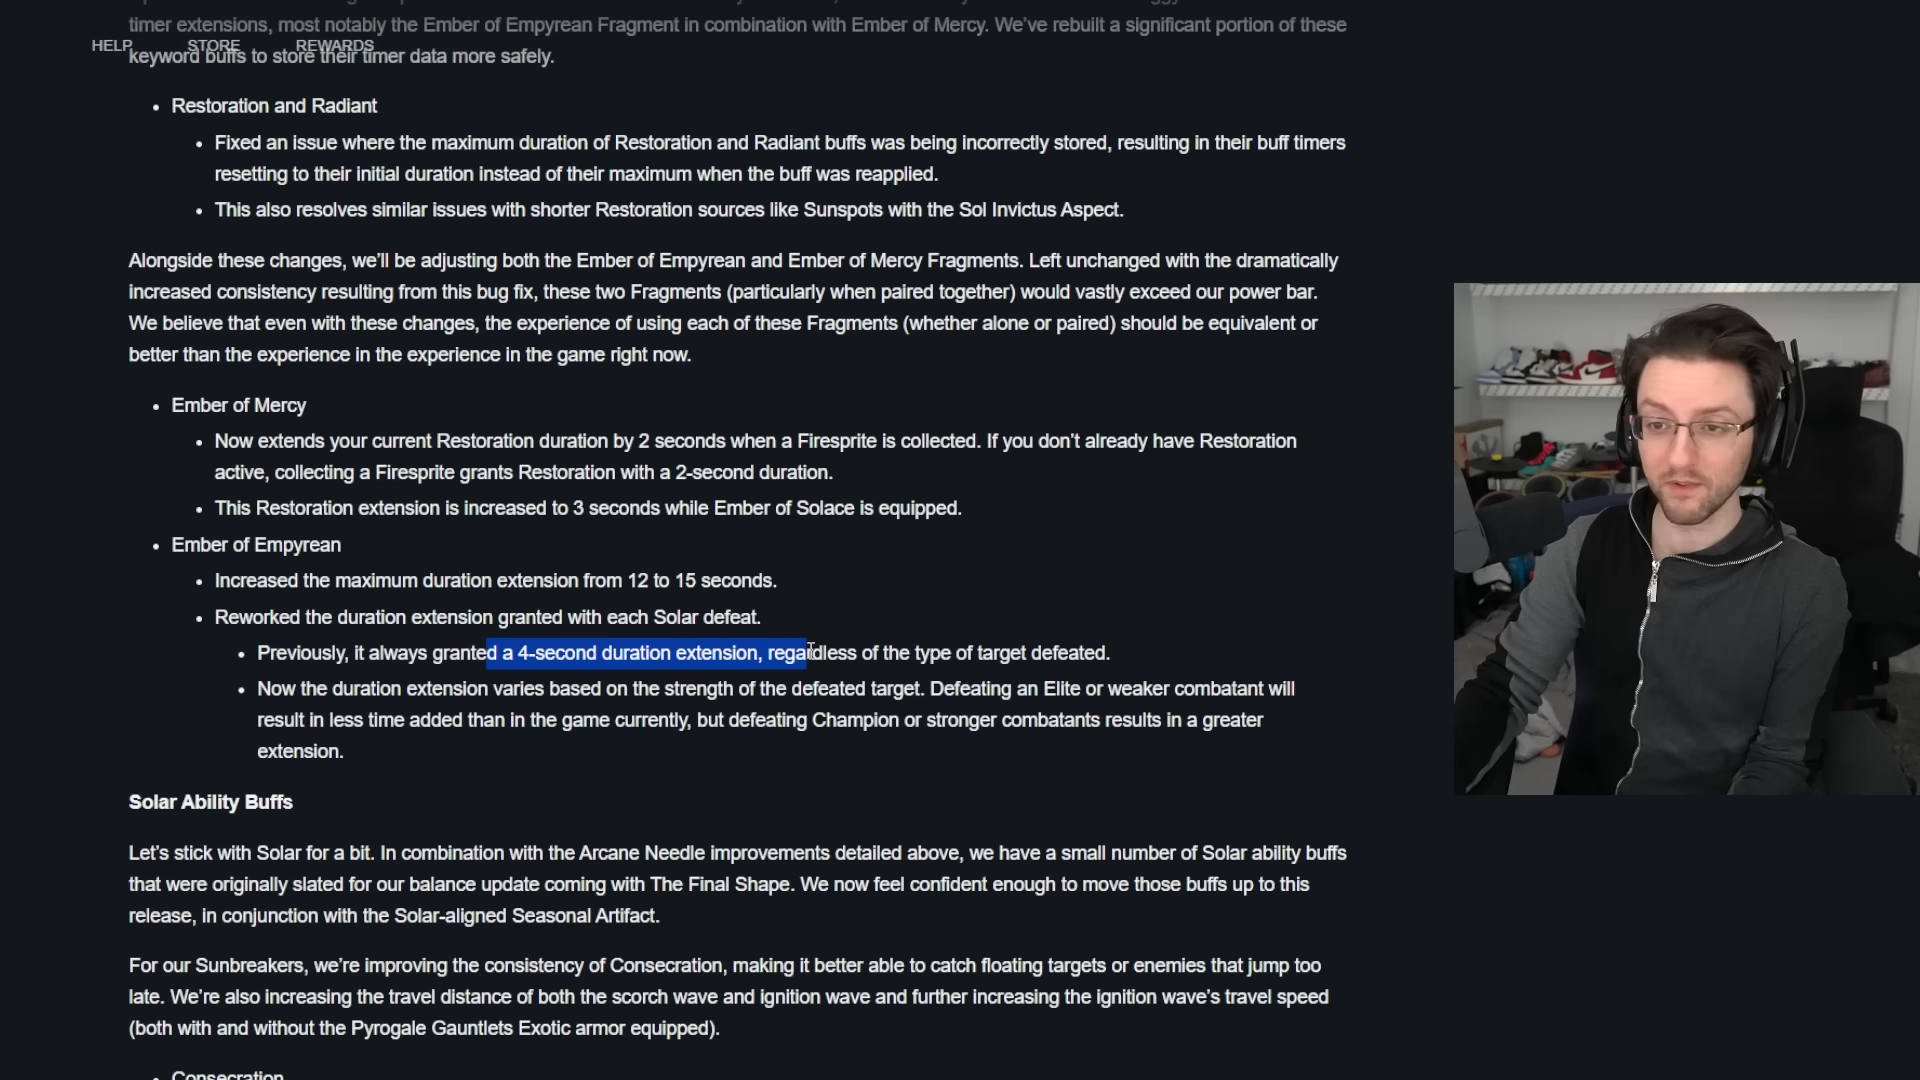 timer extensions, most notably the Ember of Empyrean Fragment in combination with Ember of Mercy. We've rebuilt a significant portion of these
HELP STORE REWARDS
keyword buffs to store their timer data more safely.
• Restoration and Radiant
• Fixed an issue where the maximum duration of Restoration and Radiant buffs was being incorrectly stored, resulting in their buff timers
resetting to their initial duration instead of their maximum when the buff was reapplied.
• This also resolves similar issues with shorter Restoration sources like Sunspots with the Sol Invictus Aspect.
Alongside these changes, we'll be adjusting both the Ember of Empyrean and Ember of Mercy Fragments. Left unchanged with the dramatically
increased consistency resulting from this bug fix, these two Fragments (particularly when paired together) would vastly exceed our power bar.
We believe that even with these changes, the experience of using each of these Fragments (whether alone or paired) should be equivalent or
better than the experience in the experience in the game right now.
• Ember of Mercy
• Now extends your current Restoration duration by 2 seconds when a Firesprite is collected. If you don't already have Restoration
active, collecting a Firesprite grants Restoration with a 2-second duration.
• This Restoration extension is increased to 3 seconds while Ember of Solace is equipped.
• Ember of Empyrean
• Increased the maximum duration extension from 12 to 15 seconds.
• Reworked the duration extension granted with each Solar defeat.
• Previously, it always granted a 4-second duration extension, regardless of the type of target defeated.
• Now the duration extension varies based on the strength of the defeated target. Defeating an Elite or weaker combatant will
result in less time added than in the game currently, but defeating Champion or stronger combatants results in a greater
extension.
Solar Ability Buffs
Let's stick with Solar for a bit. In combination with the Arcane Needle improvements detailed above, we have a small number of Solar ability buffs
that were originally slated for our balance update coming with The Final Shape. We now feel confident enough to move those buffs up to this
release, in conjunction with the Solar-aligned Seasonal Artifact.
For our Sunbreakers, we're improving the consistency of Consecration, making it better able to catch floating targets or enemies that jump too
late. We're also increasing the travel distance of both the scorch wave and ignition wave and further increasing the ignition wave's travel speed
(both with and without the Pyrogale Gauntlets Exotic armor equipped).
• Consecration